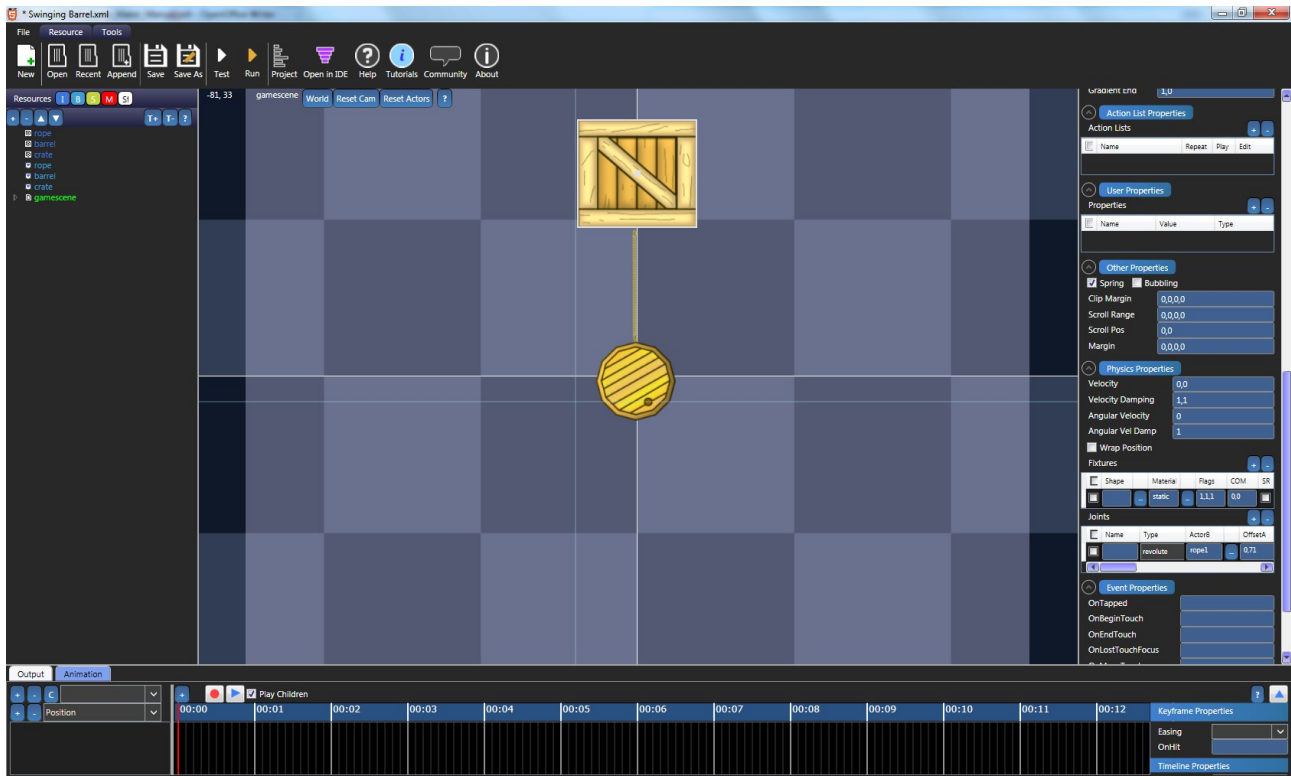 * Swinging Barrel.xml
File Resource Tools
New Open Recent Append Save Save As Test Run Project Open in IDE Help Tutorials Community About
Resources I B S M S!
+ - T+ T- ?
rope
barrel
crate
rope
barrel
crate
gamescene
-81, 33 gamescene World Reset Cam Reset Actors ?
Gradient End 1,0
Action List Properties
Action Lists + -
Name Repeat Play Edit
User Properties
Properties + -
Name Value Type
Other Properties
Spring Bubbling
Clip Margin 0,0,0,0
Scroll Range 0,0,0,0
Scroll Pos 0,0
Margin 0,0,0,0
Physics Properties
Velocity 0,0
Velocity Damping 1,1
Angular Velocity 0
Angular Vel Damp 1
Wrap Position
Fixtures + -
Shape Material Flags COM SR
... static ... 1,1,1 0,0
Joints + -
Name Type ActorB OffsetA
revolute rope1 ... 0,71
Event Properties
OnTapped
OnBeginTouch
OnEndTouch
OnLostTouchFocus
Output Animation
+ - C + Play Children ?
+ - Position 00:00 00:01 00:02 00:03 00:04 00:05 00:06 00:07 00:08 00:09 00:10 00:11 00:12 Keyframe Properties
Easing
OnHit
Timeline Properties